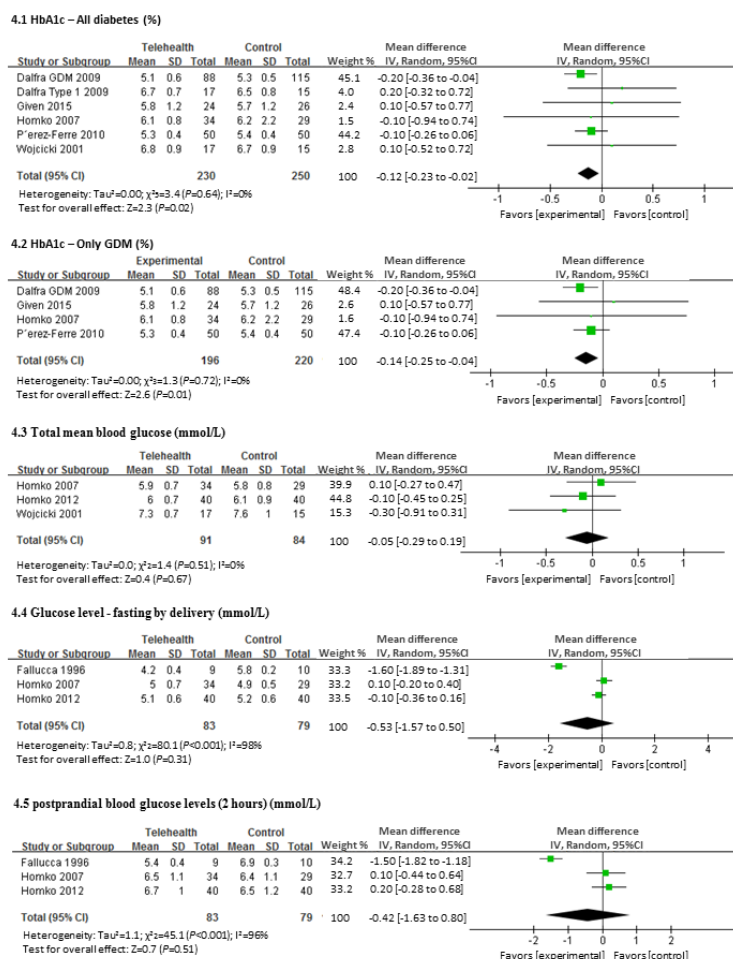 4.1 HbA1c – All diabetes (%)
Telehealth Control Mean difference Mean difference
Study or Subgroup Mean SD Total Mean SD Total Weight % IV, Random, 95%CI IV, Random, 95%CI
Dalfra GDM 2009 5.1 0.6 88 5.3 0.5 115 45.1 -0.20 [-0.36 to -0.04]
Dalfra Type 1 2009 6.7 0.7 17 6.5 0.8 15 4.0 0.20 [-0.32 to 0.72]
Given 2015 5.8 1.2 24 5.7 1.2 26 2.4 0.10 [-0.57 to 0.77]
Homko 2007 6.1 0.8 34 6.2 2.2 29 1.5 -0.10 [-0.94 to 0.74]
P´erez-Ferre 2010 5.3 0.4 50 5.4 0.4 50 44.2 -0.10 [-0.26 to 0.06]
Wojcicki 2001 6.8 0.9 17 6.7 0.9 15 2.8 0.10 [-0.52 to 0.72]
Total (95% CI) 230 250 100 -0.12 [-0.23 to -0.02]
Heterogeneity: Tau²=0.00; χ²₅=3.4 (P=0.64); I²=0%
Test for overall effect: Z=2.3 (P=0.02)
-1 -0.5 0 0.5 1
Favors [experimental] Favors [control]
4.2 HbA1c – Only GDM (%)
Experimental Control Mean difference Mean difference
Study or Subgroup Mean SD Total Mean SD Total Weight % IV, Random, 95%CI IV, Random, 95%CI
Dalfra GDM 2009 5.1 0.6 88 5.3 0.5 115 48.4 -0.20 [-0.36 to -0.04]
Given 2015 5.8 1.2 24 5.7 1.2 26 2.6 0.10 [-0.57 to 0.77]
Homko 2007 6.1 0.8 34 6.2 2.2 29 1.6 -0.10 [-0.94 to 0.74]
P´erez-Ferre 2010 5.3 0.4 50 5.4 0.4 50 47.4 -0.10 [-0.26 to 0.06]
Total (95% CI) 196 220 100 -0.14 [-0.25 to -0.04]
Heterogeneity: Tau²=0.00; χ²₃=1.3 (P=0.72); I²=0%
Test for overall effect: Z=2.6 (P=0.01)
-1 -0.5 0 0.5 1
Favors [experimental] Favors [control]
4.3 Total mean blood glucose (mmol/L)
Telehealth Control Mean difference Mean difference
Study or Subgroup Mean SD Total Mean SD Total Weight % IV, Random, 95%CI IV, Random, 95%CI
Homko 2007 5.9 0.7 34 5.8 0.8 29 39.9 0.10 [-0.27 to 0.47]
Homko 2012 6 0.7 40 6.1 0.9 40 44.8 -0.10 [-0.45 to 0.25]
Wojcicki 2001 7.3 0.7 17 7.6 1 15 15.3 -0.30 [-0.91 to 0.31]
Total (95% CI) 91 84 100 -0.05 [-0.29 to 0.19]
Heterogeneity: Tau²=0.0; χ²₂=1.4 (P=0.51); I²=0%
Test for overall effect: Z=0.4 (P=0.67)
-1 -0.5 0 0.5 1
Favors [experimental] Favors [control]
4.4 Glucose level - fasting by delivery (mmol/L)
Telehealth Control Mean difference Mean difference
Study or Subgroup Mean SD Total Mean SD Total Weight % IV, Random, 95%CI IV, Random, 95%CI
Fallucca 1996 4.2 0.4 9 5.8 0.2 10 33.3 -1.60 [-1.89 to -1.31]
Homko 2007 5 0.7 34 4.9 0.5 29 33.2 0.10 [-0.20 to 0.40]
Homko 2012 5.1 0.6 40 5.2 0.6 40 33.5 -0.10 [-0.36 to 0.16]
Total (95% CI) 83 79 100 -0.53 [-1.57 to 0.50]
Heterogeneity: Tau²=0.8; χ²₂=80.1 (P<0.001); I²=98%
Test for overall effect: Z=1.0 (P=0.31)
-4 -2 0 2 4
Favors [experimental] Favors [control]
4.5 postprandial blood glucose levels (2 hours) (mmol/L)
Telehealth Control Mean difference Mean difference
Study or Subgroup Mean SD Total Mean SD Total Weight % IV, Random, 95%CI IV, Random, 95%CI
Fallucca 1996 5.4 0.4 9 6.9 0.3 10 34.2 -1.50 [-1.82 to -1.18]
Homko 2007 6.5 1.1 34 6.4 1.1 29 32.7 0.10 [-0.44 to 0.64]
Homko 2012 6.7 1 40 6.5 1.2 40 33.2 0.20 [-0.28 to 0.68]
Total (95% CI) 83 79 100 -0.42 [-1.63 to 0.80]
Heterogeneity: Tau²=1.1; χ²₂=45.1 (P<0.001); I²=96%
Test for overall effect: Z=0.7 (P=0.51)
-2 -1 0 1 2
Favors [experimental] Favors [control]